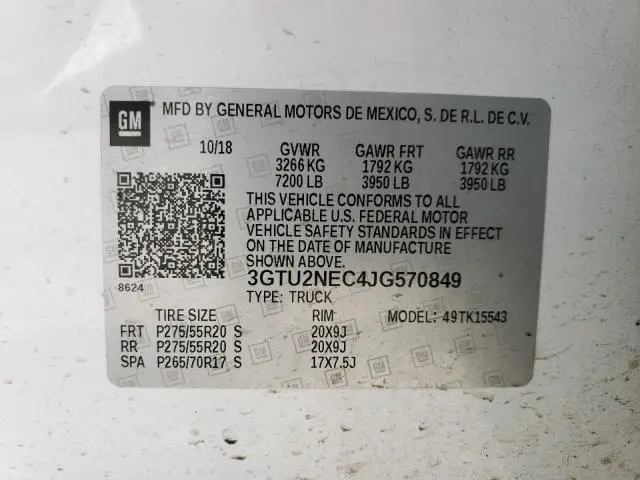 GM MFD BY GENERAL MOTORS DE MEXICO, S. DE R.L. DE C.V.
10/18 GVWR GAWR FRT GAWR RR
3266 KG 1792 KG 1792 KG
7200 LB 3950 LB 3950 LB
THIS VEHICLE CONFORMS TO ALL
APPLICABLE U.S. FEDERAL MOTOR
VEHICLE SAFETY STANDARDS IN EFFECT
ON THE DATE OF MANUFACTURE
SHOWN ABOVE.
8624 3GTU2NEC4JG570849
TYPE: TRUCK
TIRE SIZE RIM MODEL: 49TK15543
FRT P275/55R20 S 20X9J
RR P275/55R20 S 20X9J
SPA P265/70R17 S 17X7.5J